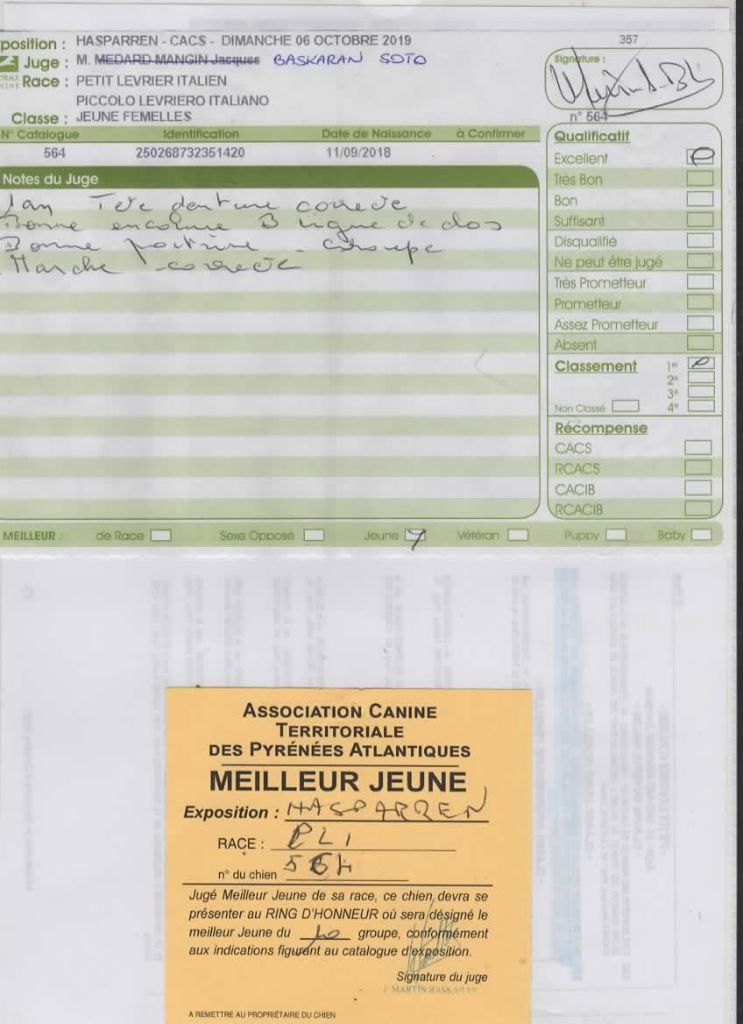 position : HASPARREN - CACS - DIMANCHE 06 OCTOBRE 2019
357
Juge : M. MEDARD MANGIN Jacques BASKARAN SOTO
Signature :
Race : PETIT LEVRIER ITALIEN
PICCOLO LEVRIERO ITALIANO
n° 564
Classe : JEUNE FEMELLES
N° Catalogue Identification Date de Naissance à Confirmer
564 250268732351420 11/09/2018
Notes du Juge
1an Tete denture correcte
Bonne encolure B ligne de dos
Bonne poitrine - croupe
Marche correcte
Qualificatif
Excellent
Très Bon
Bon
Suffisant
Disqualifié
Ne peut être jugé
Très Prometteur
Prometteur
Assez Prometteur
Absent
Classement 1er
2e
3e
Non Classé 4e
Récompense
CACS
RCACS
CACIB
RCACIB
MEILLEUR : de Race Sexe Opposé Jeune Vétéran Puppy Baby
ASSOCIATION CANINE
TERRITORIALE
DES PYRÉNÉES ATLANTIQUES
MEILLEUR JEUNE
Exposition : HASPARREN
RACE : PLI
n° du chien 564
Jugé Meilleur Jeune de sa race, ce chien devra se
présenter au RING D'HONNEUR où sera désigné le
meilleur Jeune du 10 groupe, conformément
aux indications figurant au catalogue d'exposition.
Signature du juge
MARTIN BASKARAN
A REMETTRE AU PROPRIÉTAIRE DU CHIEN